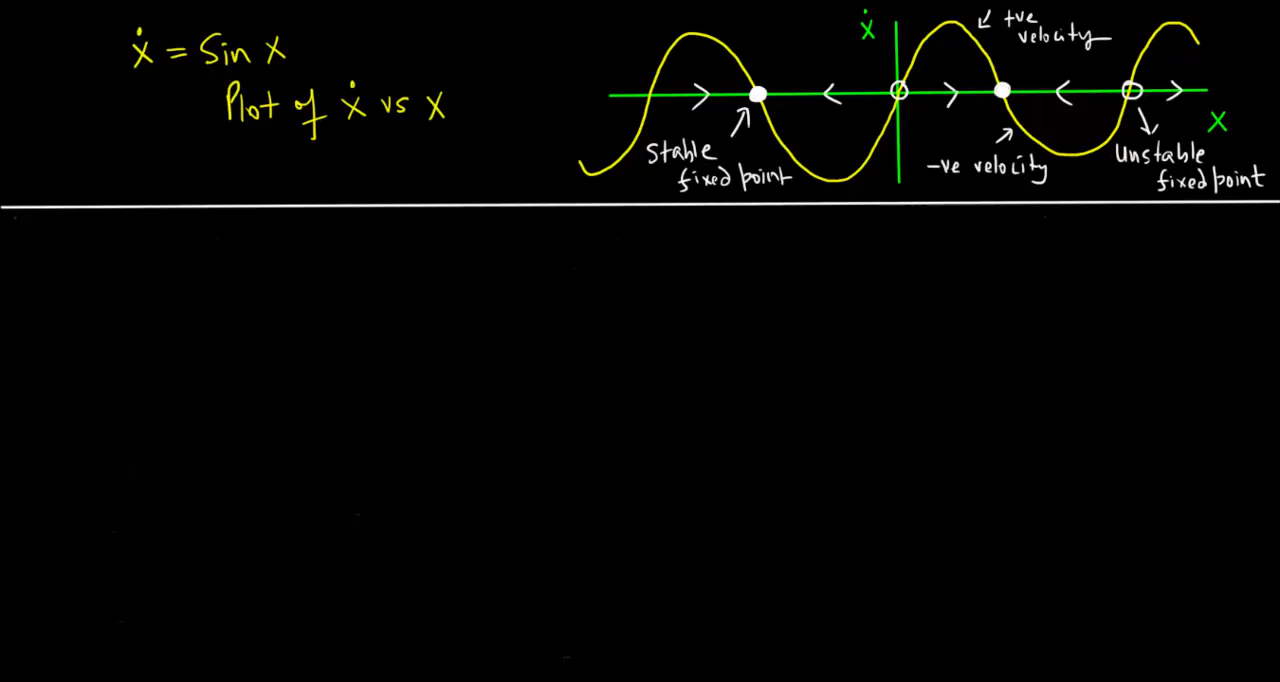 ẋ = Sin x
Plot of ẋ vs x
ẋ
+ve
velocity
x
Stable
fixed point
-ve velocity
Unstable
fixed point